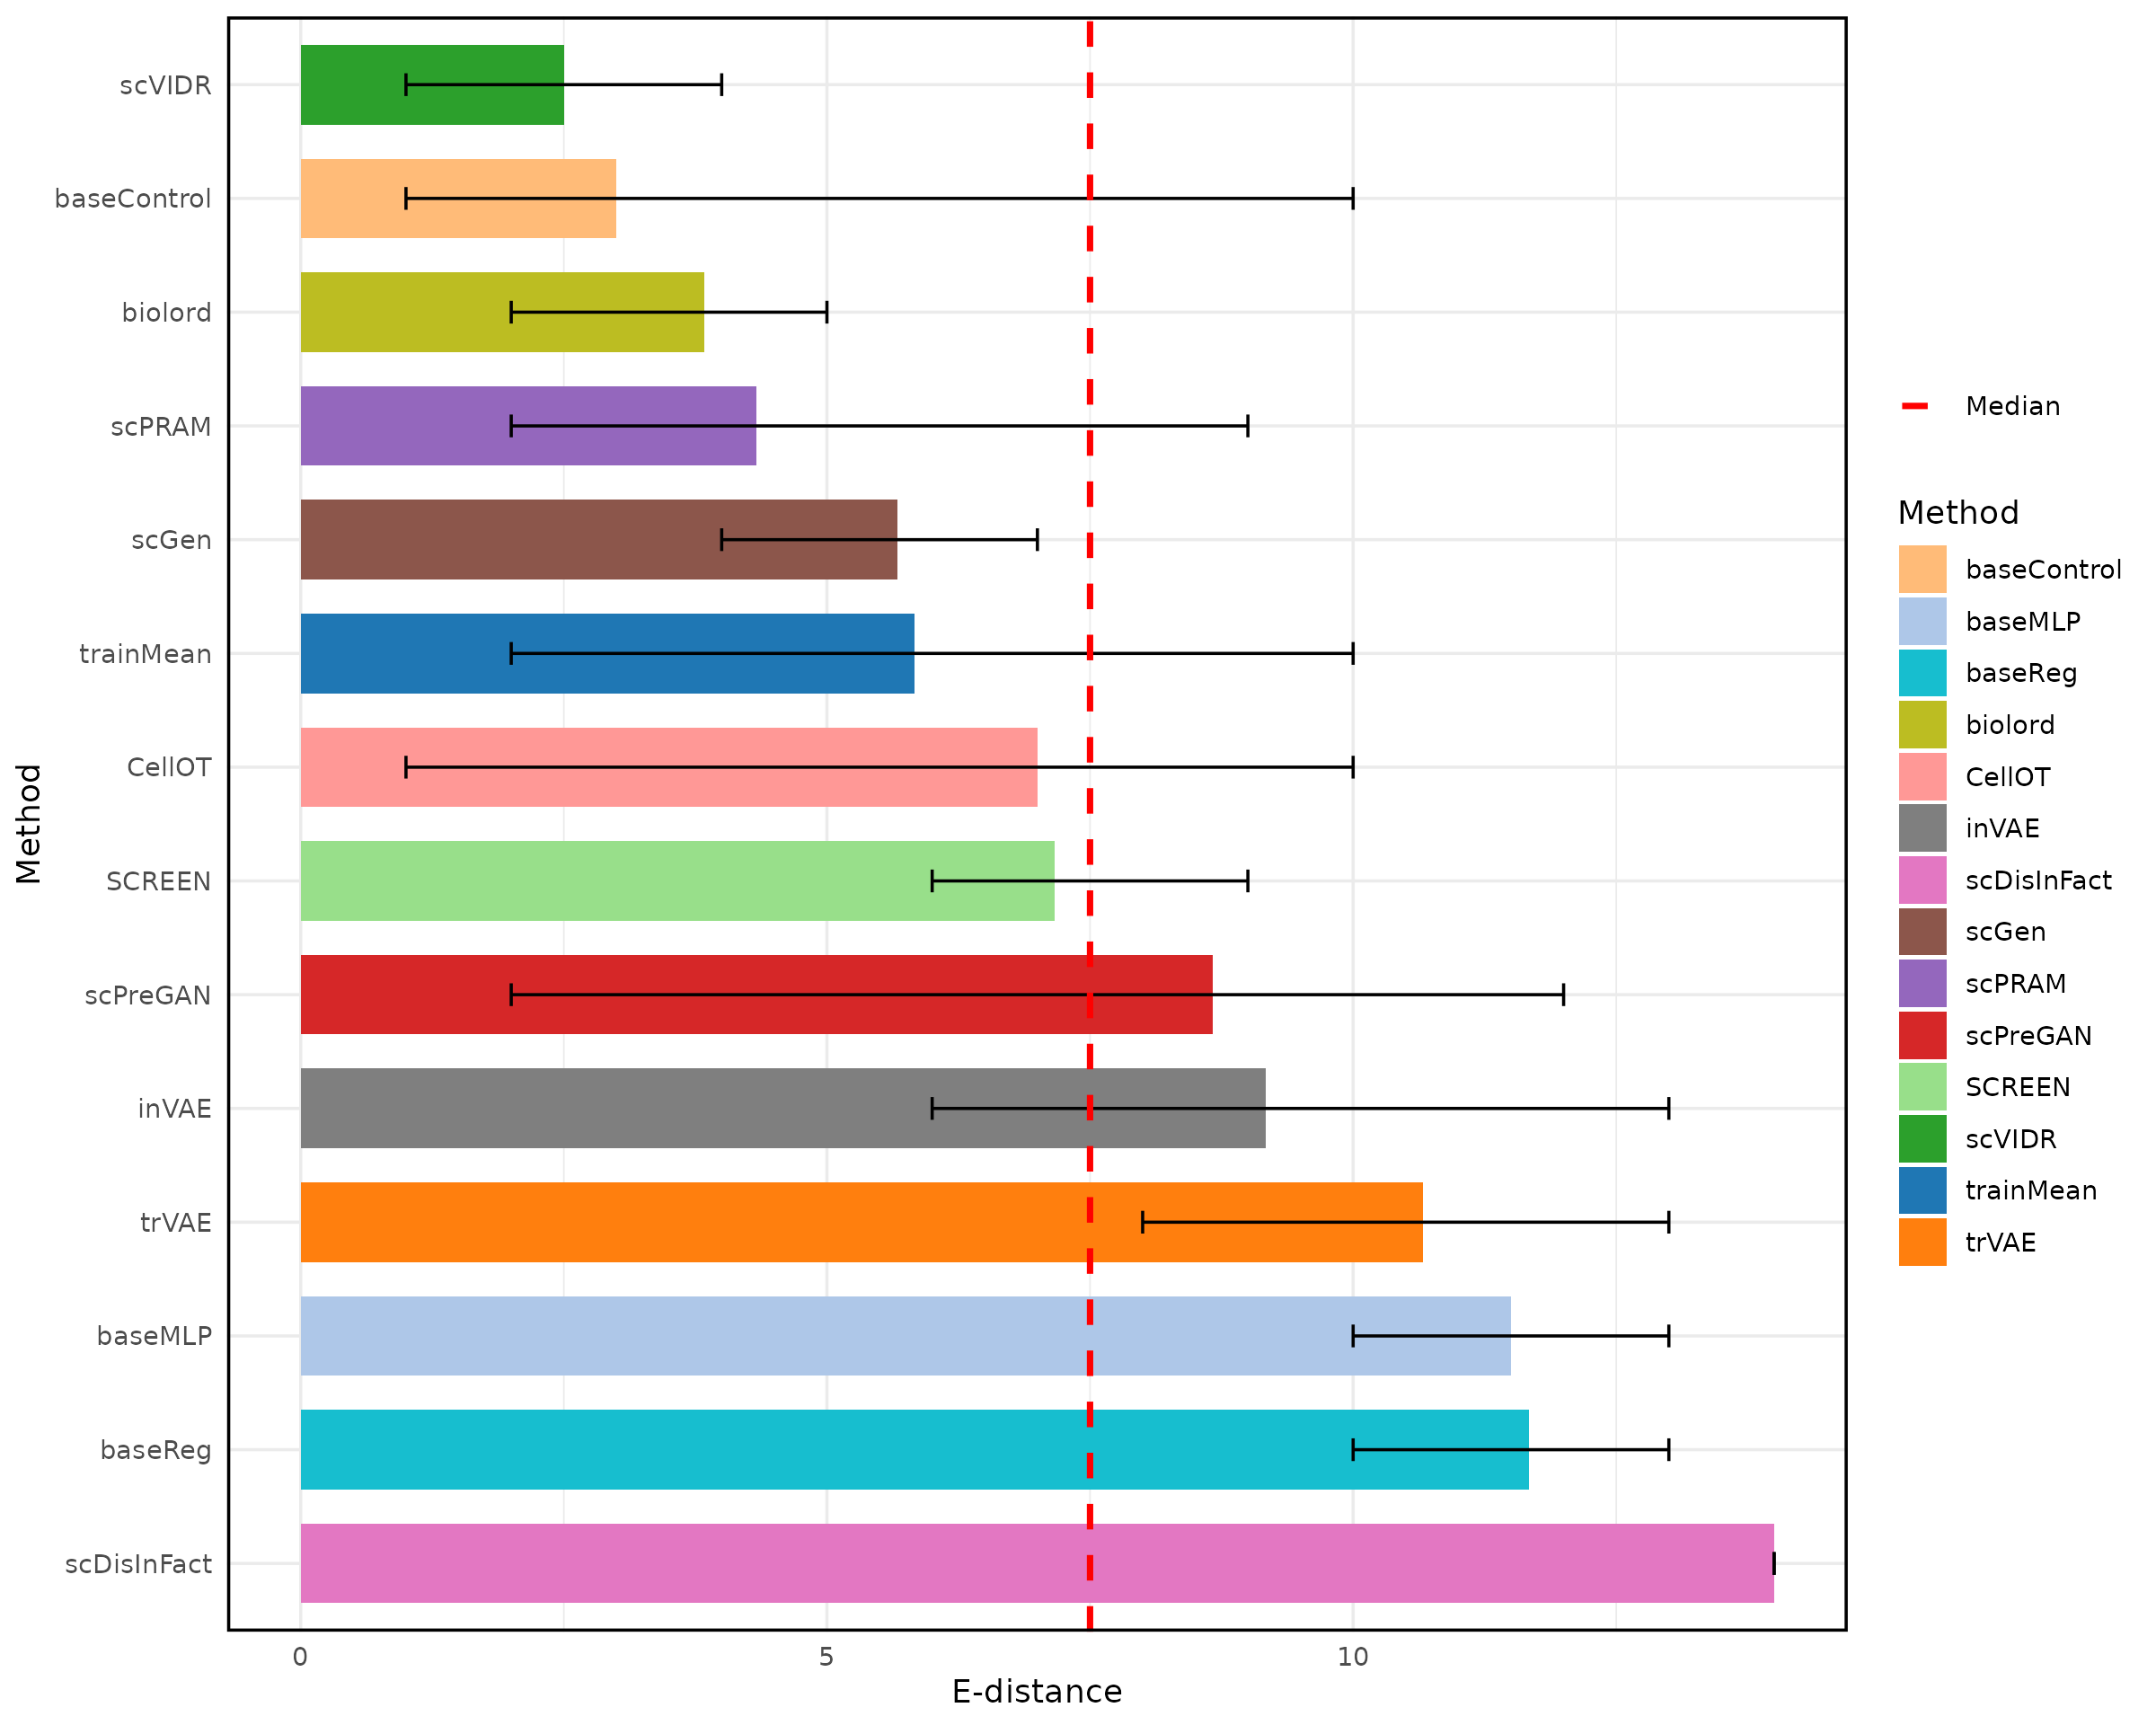 scVIDR
baseControl
biolord
scPRAM
scGen
trainMean
CellOT
SCREEN
scPreGAN
inVAE
trVAE
baseMLP
baseReg
scDisInFact
Method
0 5 10
E-distance
Median
Method
baseControl
baseMLP
baseReg
biolord
CellOT
inVAE
scDisInFact
scGen
scPRAM
scPreGAN
SCREEN
scVIDR
trainMean
trVAE